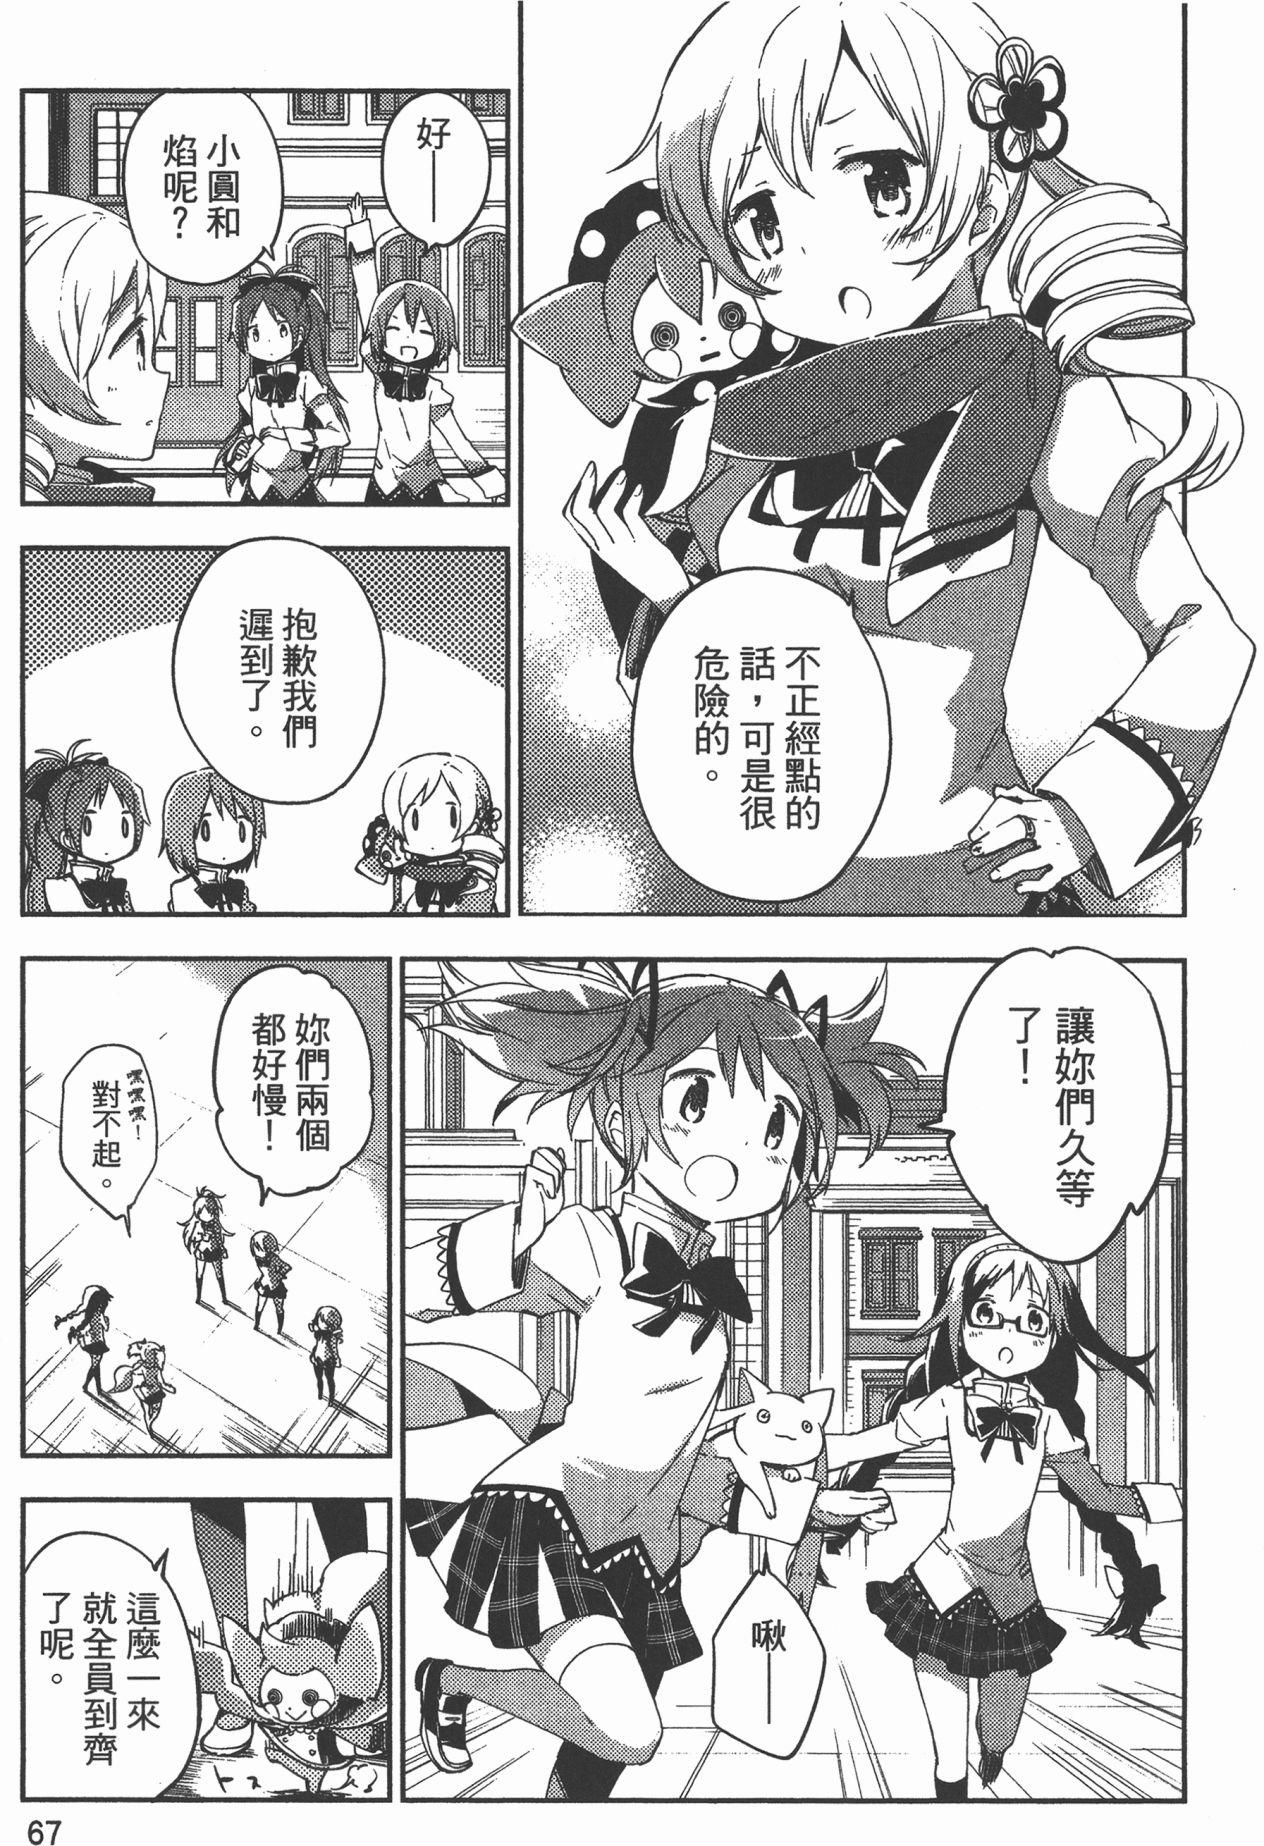 不正經點的
話，可是很
危險的。
好——
小圓和
焰呢？
抱歉我們
遲到了。
讓妳們久等
了！
啾——
妳們兩個
都好慢！
嘿嘿嘿！
對不起。
這麼一來
就全員到齊
了呢。
67